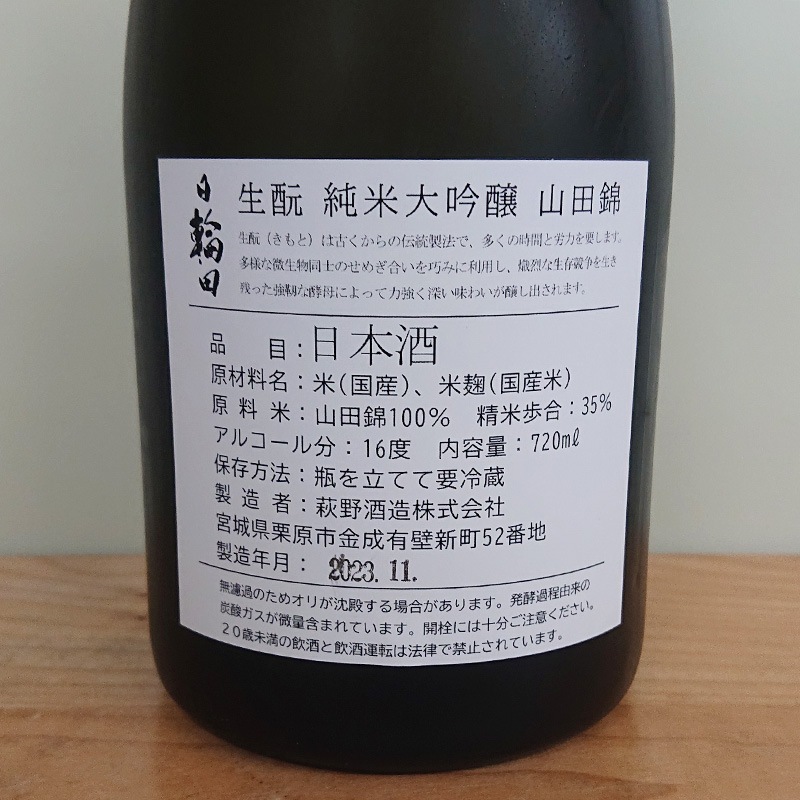 日輪田
生酛 純米大吟醸 山田錦
生酛（きもと）は古くからの伝統製法で、多くの時間と労力を要します。
多様な微生物同士のせめぎ合いを巧みに利用し、熾烈な生存競争を生き
残った強靭な酵母によって力強く深い味わいが醸し出されます。
品 目：日本酒
原材料名：米（国産）、米麹（国産米）
原料米：山田錦100％ 精米歩合：35％
アルコール分：16度 内容量：720㎖
保存方法：瓶を立てて要冷蔵
製造者：萩野酒造株式会社
宮城県栗原市金成有壁新町52番地
製造年月：2023.11.
無濾過のためオリが沈殿する場合があります。発酵過程由来の
炭酸ガスが微量含まれています。開栓には十分ご注意ください。
20歳未満の飲酒と飲酒運転は法律で禁止されています。